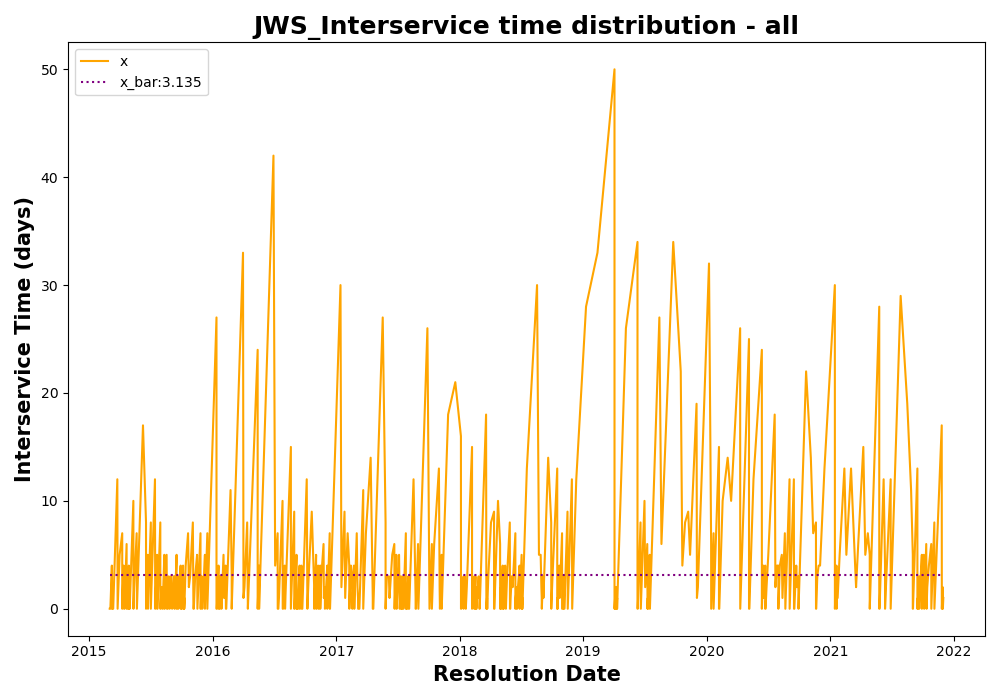 JWS_Interservice time distribution - all
x
x_bar:3.135
Interservice Time (days)
50
40
30
20
10
0
2015 2016 2017 2018 2019 2020 2021 2022
Resolution Date